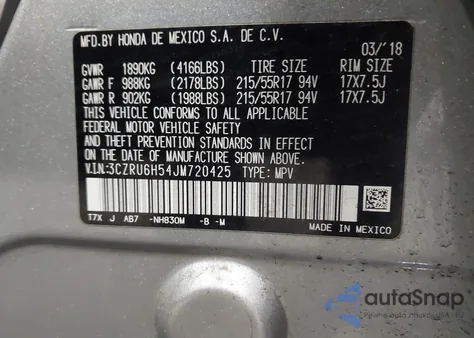 MFD.BY HONDA DE MEXICO S.A. DE C.V.
03/'18
GVWR 1890KG (4166LBS) TIRE SIZE RIM SIZE
GAWR F 988KG (2178LBS) 215/55R17 94V 17X7.5J
GAWR R 902KG (1988LBS) 215/55R17 94V 17X7.5J
THIS VEHICLE CONFORMS TO ALL APPLICABLE
FEDERAL MOTOR VEHICLE SAFETY STANDARDS IN EFFECT
ON THE DATE OF MANUFACTURE SHOWN ABOVE.
V.I.N:3CZRU6H54JM720425 TYPE: MPV
T7X J AB7 -NH830M -B -M
MADE IN MEXICO
autoSnap